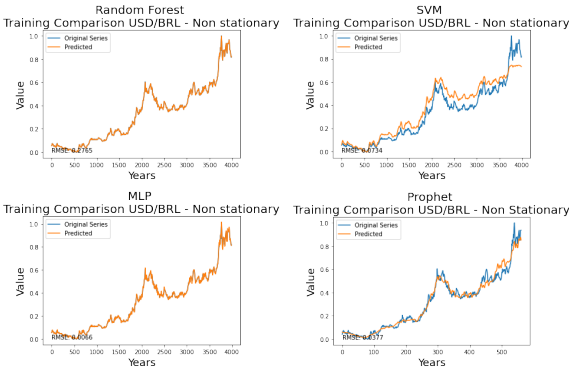 Random Forest
Training Comparison USD/BRL - Non stationary
Original Series
Predicted
Value
1.0
0.8
0.6
0.4
0.2
0.0
RMSE: 0.2765
0 500 1000 1500 2000 2500 3000 3500 4000
Years
SVM
Training Comparison USD/BRL - Non stationary
Original Series
Predicted
Value
1.0
0.8
0.6
0.4
0.2
0.0
RMSE: 0.0734
0 500 1000 1500 2000 2500 3000 3500 4000
Years
MLP
Training Comparison USD/BRL - Non stationary
Original Series
Predicted
Value
1.0
0.8
0.6
0.4
0.2
0.0
RMSE: 0.0066
0 500 1000 1500 2000 2500 3000 3500 4000
Years
Prophet
Training Comparison USD/BRL - Non stationary
Original Series
Predicted
Value
1.0
0.8
0.6
0.4
0.2
0.0
RMSE: 0.0377
0 100 200 300 400 500
Years